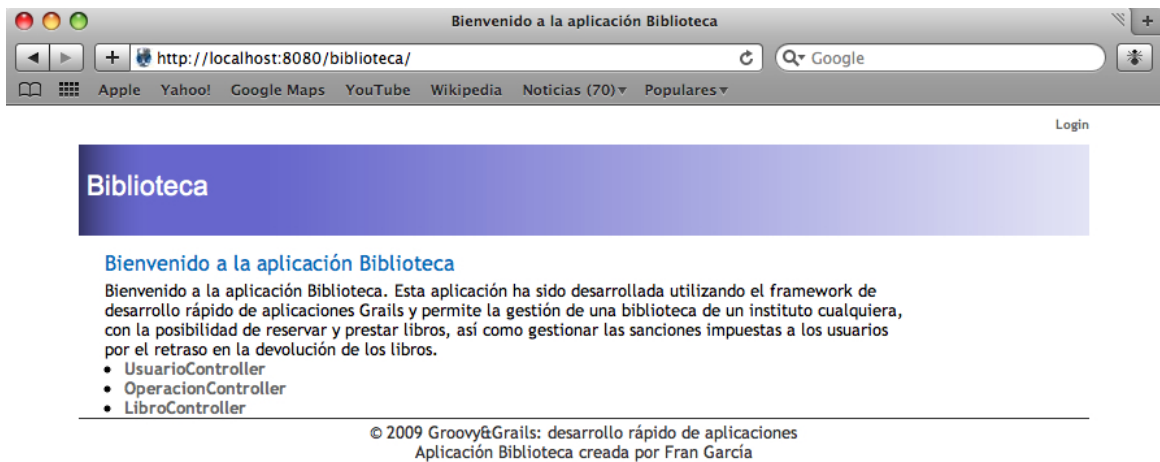 Bienvenido a la aplicación Biblioteca
http://localhost:8080/biblioteca/
Google
Apple Yahoo! Google Maps YouTube Wikipedia Noticias (70) Populares
Login
Biblioteca
Bienvenido a la aplicación Biblioteca
Bienvenido a la aplicación Biblioteca. Esta aplicación ha sido desarrollada utilizando el framework de
desarrollo rápido de aplicaciones Grails y permite la gestión de una biblioteca de un instituto cualquiera,
con la posibilidad de reservar y prestar libros, así como gestionar las sanciones impuestas a los usuarios
por el retraso en la devolución de los libros.
• UsuarioController
• OperacionController
• LibroController
© 2009 Groovy&Grails: desarrollo rápido de aplicaciones
Aplicación Biblioteca creada por Fran García